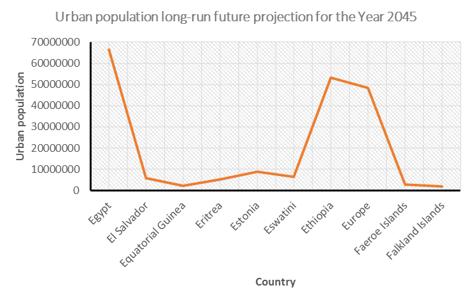 Urban population long-run future projection for the Year 2045
70000000
60000000
50000000
40000000
30000000
20000000
10000000
0
Urban population
Egypt
El Salvador
Equatorial Guinea
Eritrea
Estonia
Eswatini
Ethiopia
Europe
Faeroe Islands
Falkland Islands
Country